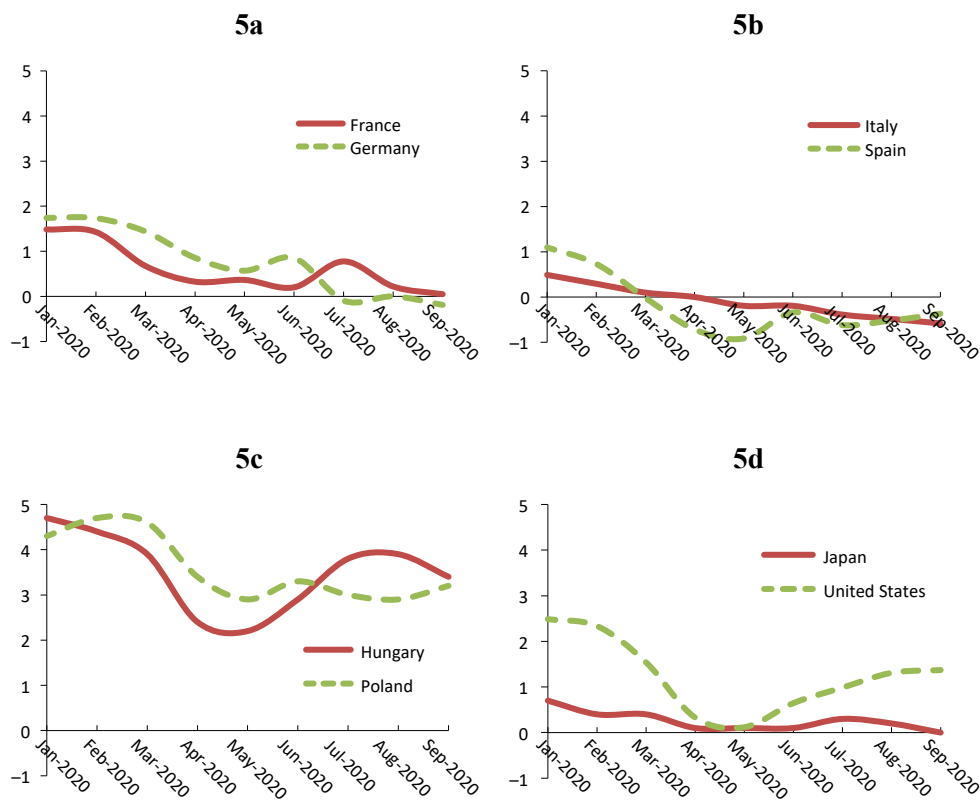 5a
5
4
3
2
1
0
–1
France
Germany
Jan-2020
Feb-2020
Mar-2020
Apr-2020
May-2020
Jun-2020
Jul-2020
Aug-2020
Sep-2020
5b
5
4
3
2
1
0
–1
Italy
Spain
Jan-2020
Feb-2020
Mar-2020
Apr-2020
May-2020
Jun-2020
Jul-2020
Aug-2020
Sep-2020
5c
5
4
3
2
1
0
–1
Hungary
Poland
Jan-2020
Feb-2020
Mar-2020
Apr-2020
May-2020
Jun-2020
Jul-2020
Aug-2020
Sep-2020
5d
5
4
3
2
1
0
–1
Japan
United States
Jan-2020
Feb-2020
Mar-2020
Apr-2020
May-2020
Jun-2020
Jul-2020
Aug-2020
Sep-2020